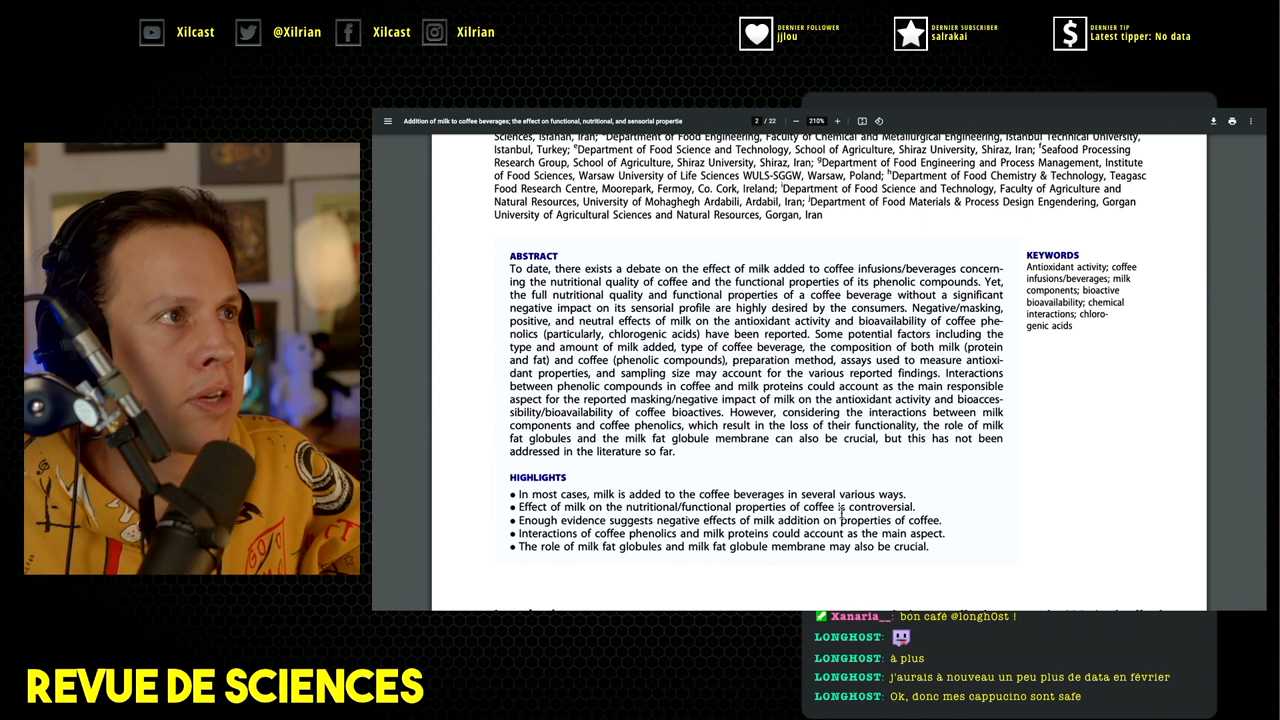 Xilcast
@Xilrian
Xilcast
Xilrian
DERNIER FOLLOWER
jjlou
DERNIER SUBSCRIBER
salrakai
DERNIER TIP
Latest tipper: No data
Addition of milk to coffee beverages; the effect on functional, nutritional, and sensorial propertie
2 / 22
210%
Sciences, Isfahan, Iran; eDepartment of Food Engineering, Faculty of Chemical and Metallurgical Engineering, Istanbul Technical University,
Istanbul, Turkey; eDepartment of Food Science and Technology, School of Agriculture, Shiraz University, Shiraz, Iran; fSeafood Processing
Research Group, School of Agriculture, Shiraz University, Shiraz, Iran; gDepartment of Food Engineering and Process Management, Institute
of Food Sciences, Warsaw University of Life Sciences WULS-SGGW, Warsaw, Poland; hDepartment of Food Chemistry & Technology, Teagasc
Food Research Centre, Moorepark, Fermoy, Co. Cork, Ireland; iDepartment of Food Science and Technology, Faculty of Agriculture and
Natural Resources, University of Mohaghegh Ardabili, Ardabil, Iran; jDepartment of Food Materials & Process Design Engendering, Gorgan
University of Agricultural Sciences and Natural Resources, Gorgan, Iran
ABSTRACT
To date, there exists a debate on the effect of milk added to coffee infusions/beverages concern-
ing the nutritional quality of coffee and the functional properties of its phenolic compounds. Yet,
the full nutritional quality and functional properties of a coffee beverage without a significant
negative impact on its sensorial profile are highly desired by the consumers. Negative/masking,
positive, and neutral effects of milk on the antioxidant activity and bioavailability of coffee phe-
nolics (particularly, chlorogenic acids) have been reported. Some potential factors including the
type and amount of milk added, type of coffee beverage, the composition of both milk (protein
and fat) and coffee (phenolic compounds), preparation method, assays used to measure antioxi-
dant properties, and sampling size may account for the various reported findings. Interactions
between phenolic compounds in coffee and milk proteins could account as the main responsible
aspect for the reported masking/negative impact of milk on the antioxidant activity and bioacces-
sibility/bioavailability of coffee bioactives. However, considering the interactions between milk
components and coffee phenolics, which result in the loss of their functionality, the role of milk
fat globules and the milk fat globule membrane can also be crucial, but this has not been
addressed in the literature so far.
HIGHLIGHTS
• In most cases, milk is added to the coffee beverages in several various ways.
• Effect of milk on the nutritional/functional properties of coffee is controversial.
• Enough evidence suggests negative effects of milk addition on properties of coffee.
• Interactions of coffee phenolics and milk proteins could account as the main aspect.
• The role of milk fat globules and milk fat globule membrane may also be crucial.
KEYWORDS
Antioxidant activity; coffee
infusions/beverages; milk
components; bioactive
bioavailability; chemical
interactions; chloro-
genic acids
Xanaria__: bon café @longh0st !
LONGHOST:
LONGHOST: à plus
LONGHOST: j'aurais à nouveau un peu plus de data en février
LONGHOST: Ok, donc mes cappucino sont safe
REVUE DE SCIENCES